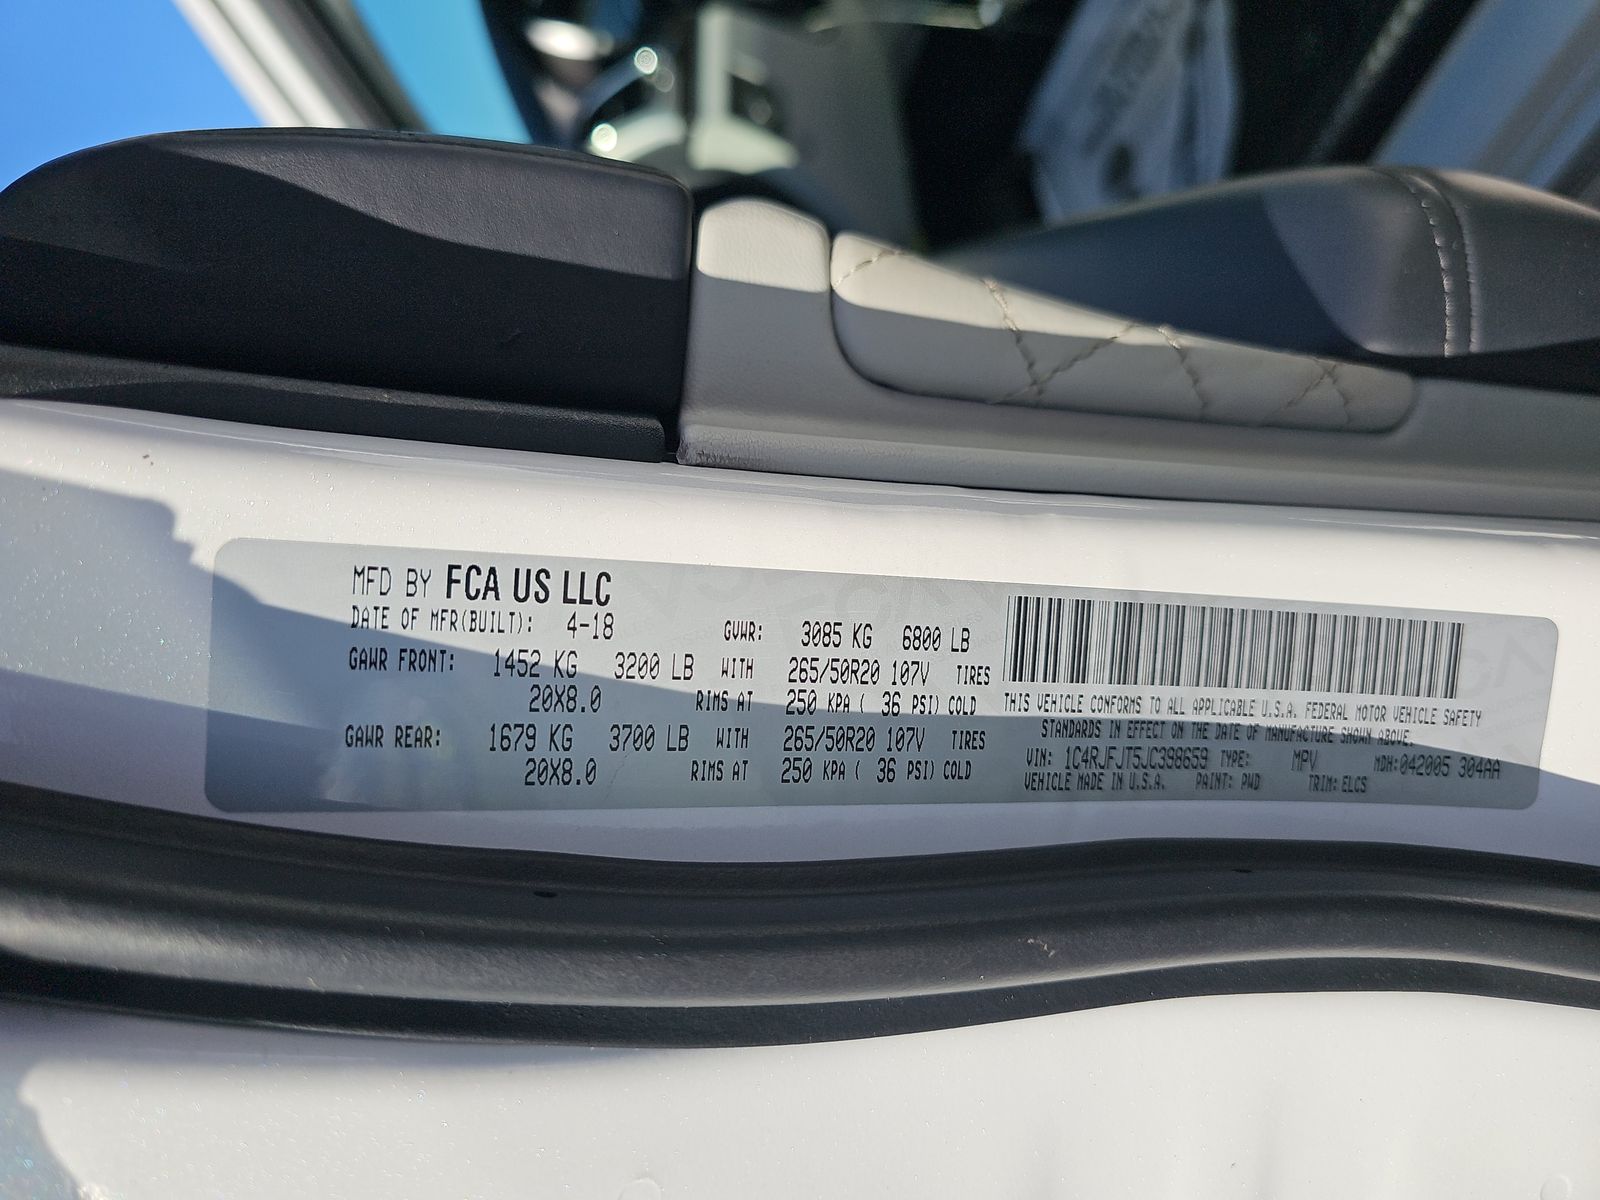 MFD BY FCA US LLC
DATE OF MFR(BUILT): 4-18 GVWR: 3085 KG 6800 LB
GAWR FRONT: 1452 KG 3200 LB WITH 265/50R20 107V TIRES
20X8.0 RIMS AT 250 KPA ( 36 PSI) COLD
GAWR REAR: 1679 KG 3700 LB WITH 265/50R20 107V TIRES
20X8.0 RIMS AT 250 KPA ( 36 PSI) COLD
THIS VEHICLE CONFORMS TO ALL APPLICABLE U.S.A. FEDERAL MOTOR VEHICLE SAFETY
STANDARDS IN EFFECT ON THE DATE OF MANUFACTURE SHOWN ABOVE.
VIN: 1C4RJFJT5JC398659 TYPE: MPV MDH:042005 304AA
VEHICLE MADE IN U.S.A. PAINT: PWD TRIM: ELCS